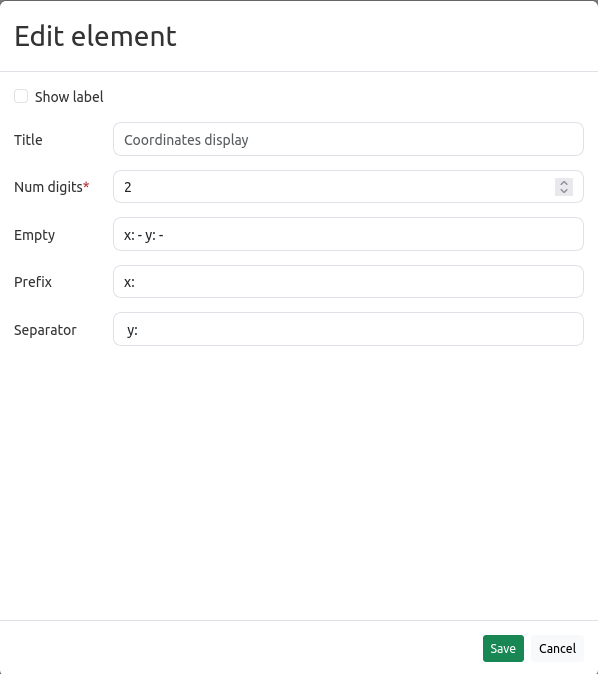 Edit element
Show label
Title Coordinates display
Num digits* 2
Empty x: - y: -
Prefix x:
Separator y:
Save Cancel